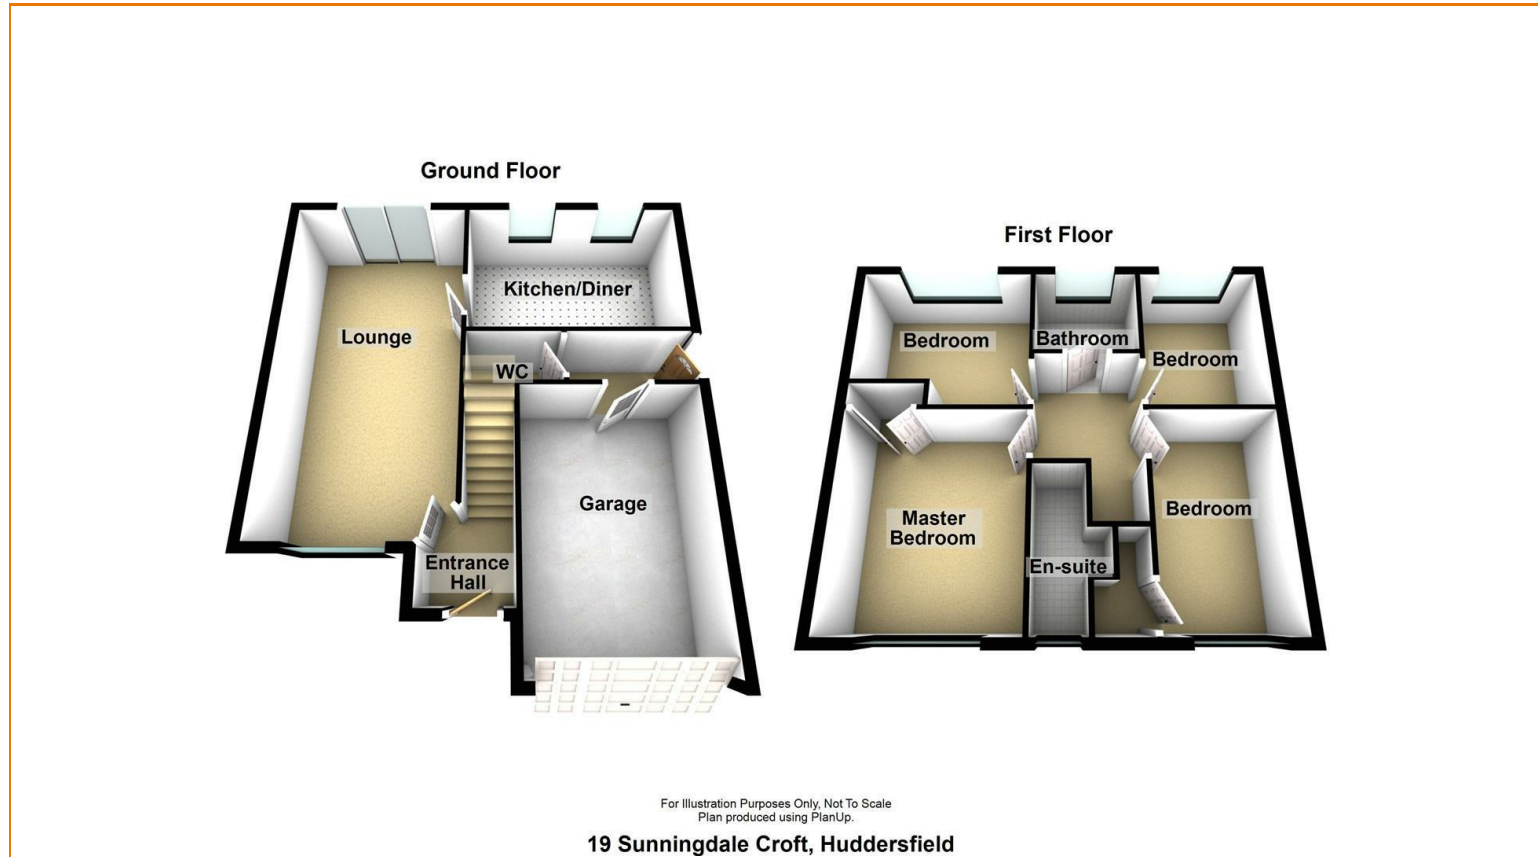 Ground Floor
Lounge
Kitchen/Diner
WC
Garage
Entrance
Hall
First Floor
Bedroom
Bathroom
Bedroom
Master
Bedroom
En-suite
Bedroom
For Illustration Purposes Only, Not To Scale
Plan produced using PlanUp.
19 Sunningdale Croft, Huddersfield